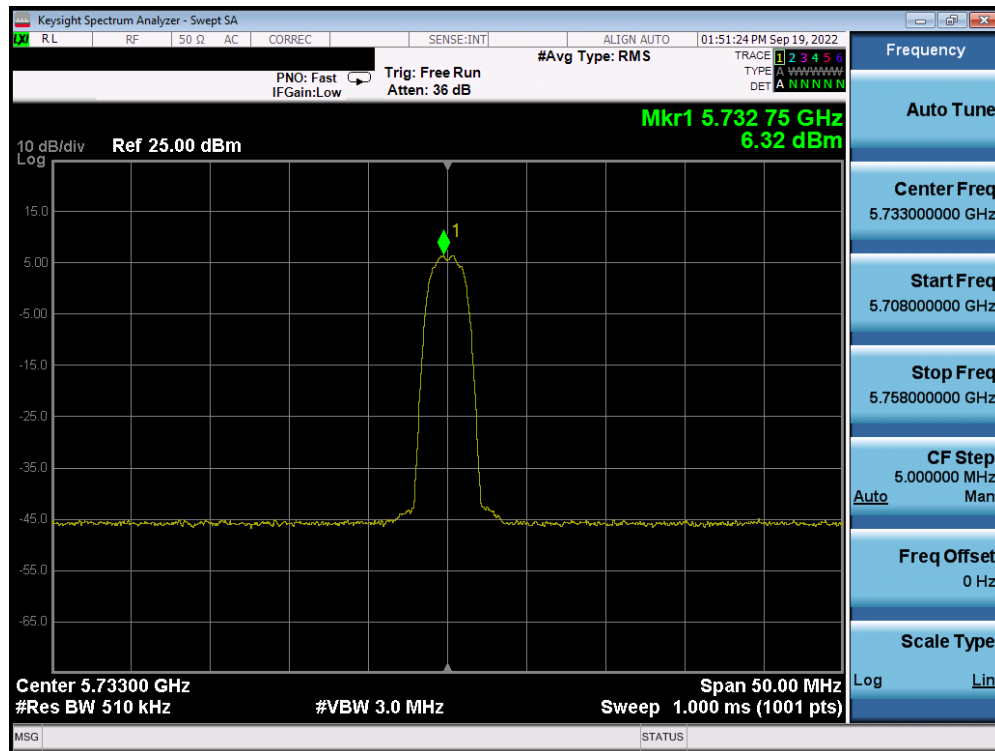 Keysight Spectrum Analyzer - Swept SA
LXI RL RF 50 Ω AC CORREC SENSE:INT ALIGN AUTO 01:51:24 PM Sep 19, 2022
PNO: Fast
IFGain:Low
Trig: Free Run
Atten: 36 dB
#Avg Type: RMS
TRACE 1 2 3 4 5 6
TYPE A WWWWW
DET A N N N N N
Mkr1 5.732 75 GHz
6.32 dBm
10 dB/div Ref 25.00 dBm
Log
15.0
5.00
-5.00
-15.0
-25.0
-35.0
-45.0
-55.0
-65.0
1
Center 5.73300 GHz Span 50.00 MHz
#Res BW 510 kHz #VBW 3.0 MHz Sweep 1.000 ms (1001 pts)
MSG STATUS
Frequency
Auto Tune
Center Freq
5.733000000 GHz
Start Freq
5.708000000 GHz
Stop Freq
5.758000000 GHz
CF Step
5.000000 MHz
Auto Man
Freq Offset
0 Hz
Scale Type
Log Lin